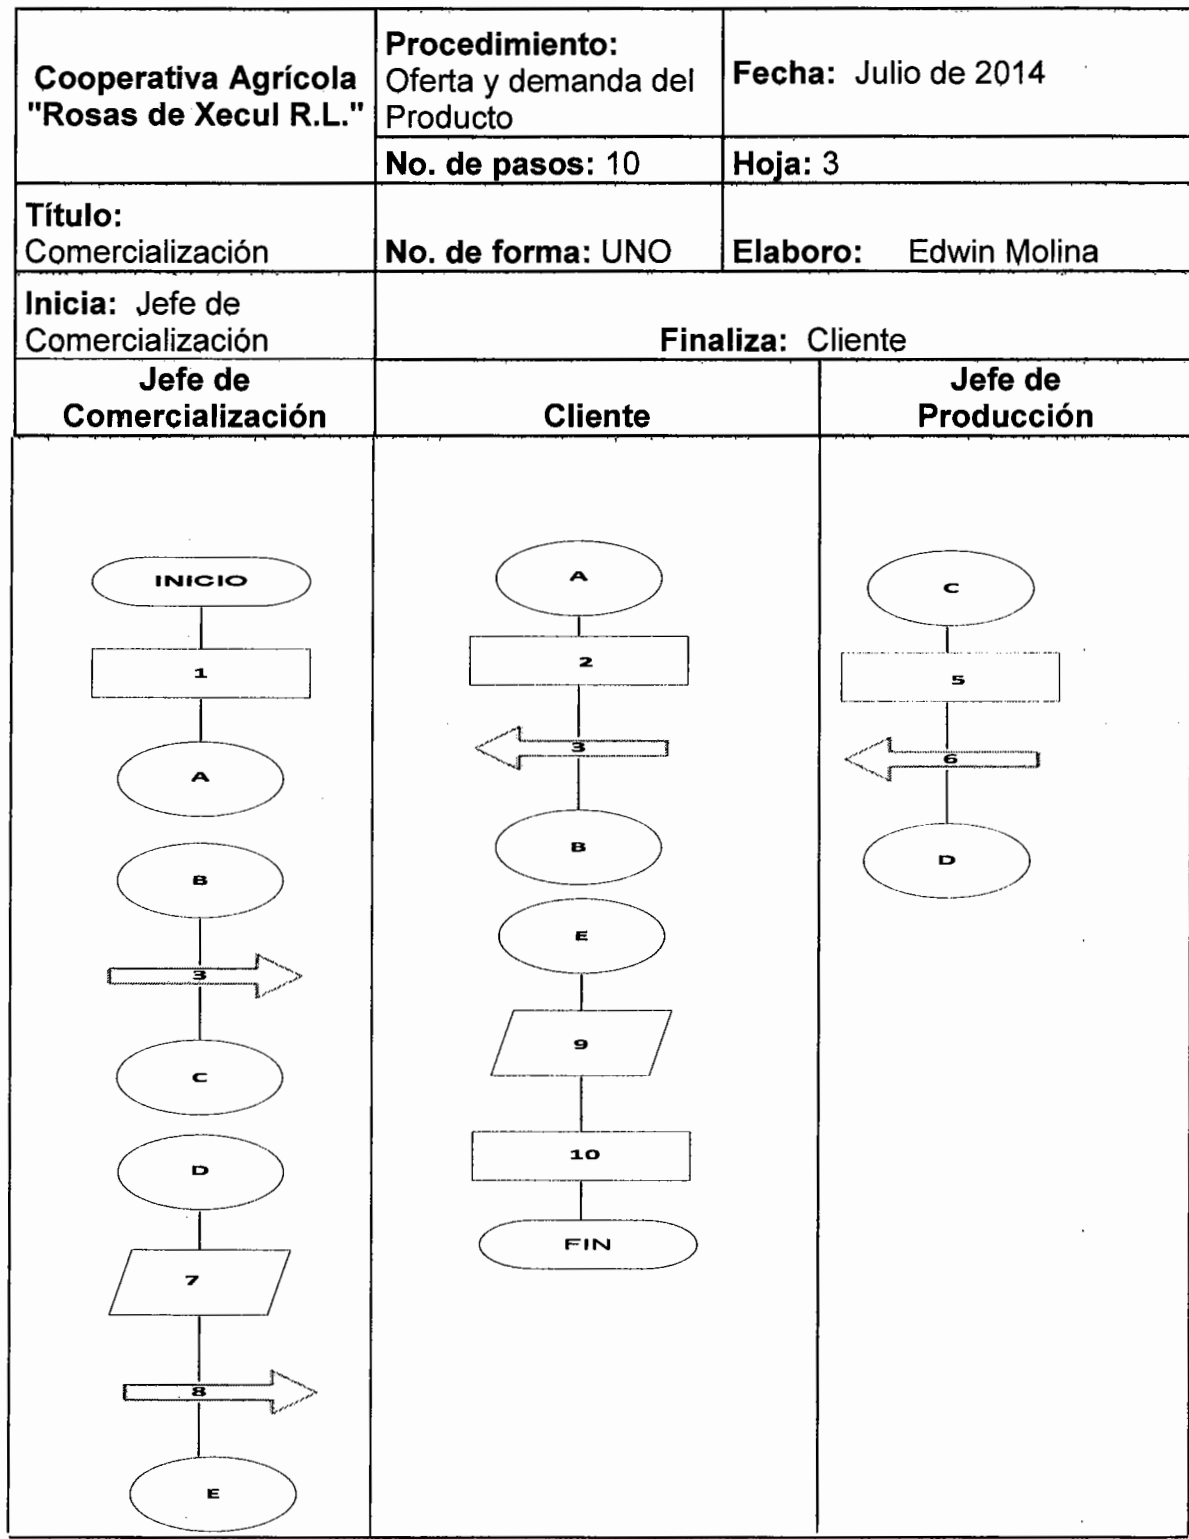 Cooperativa Agrícola
"Rosas de Xecul R.L."
Procedimiento:
Oferta y demanda del
Producto
Fecha: Julio de 2014
No. de pasos: 10
Hoja: 3
Título:
Comercialización
No. de forma: UNO
Elaboro: Edwin Molina
Inicia: Jefe de
Comercialización
Finaliza: Cliente
Jefe de
Comercialización
Cliente
Jefe de
Producción
INICIO
1
A
B
3
C
D
7
8
E
A
2
3
B
E
9
10
FIN
C
5
6
D